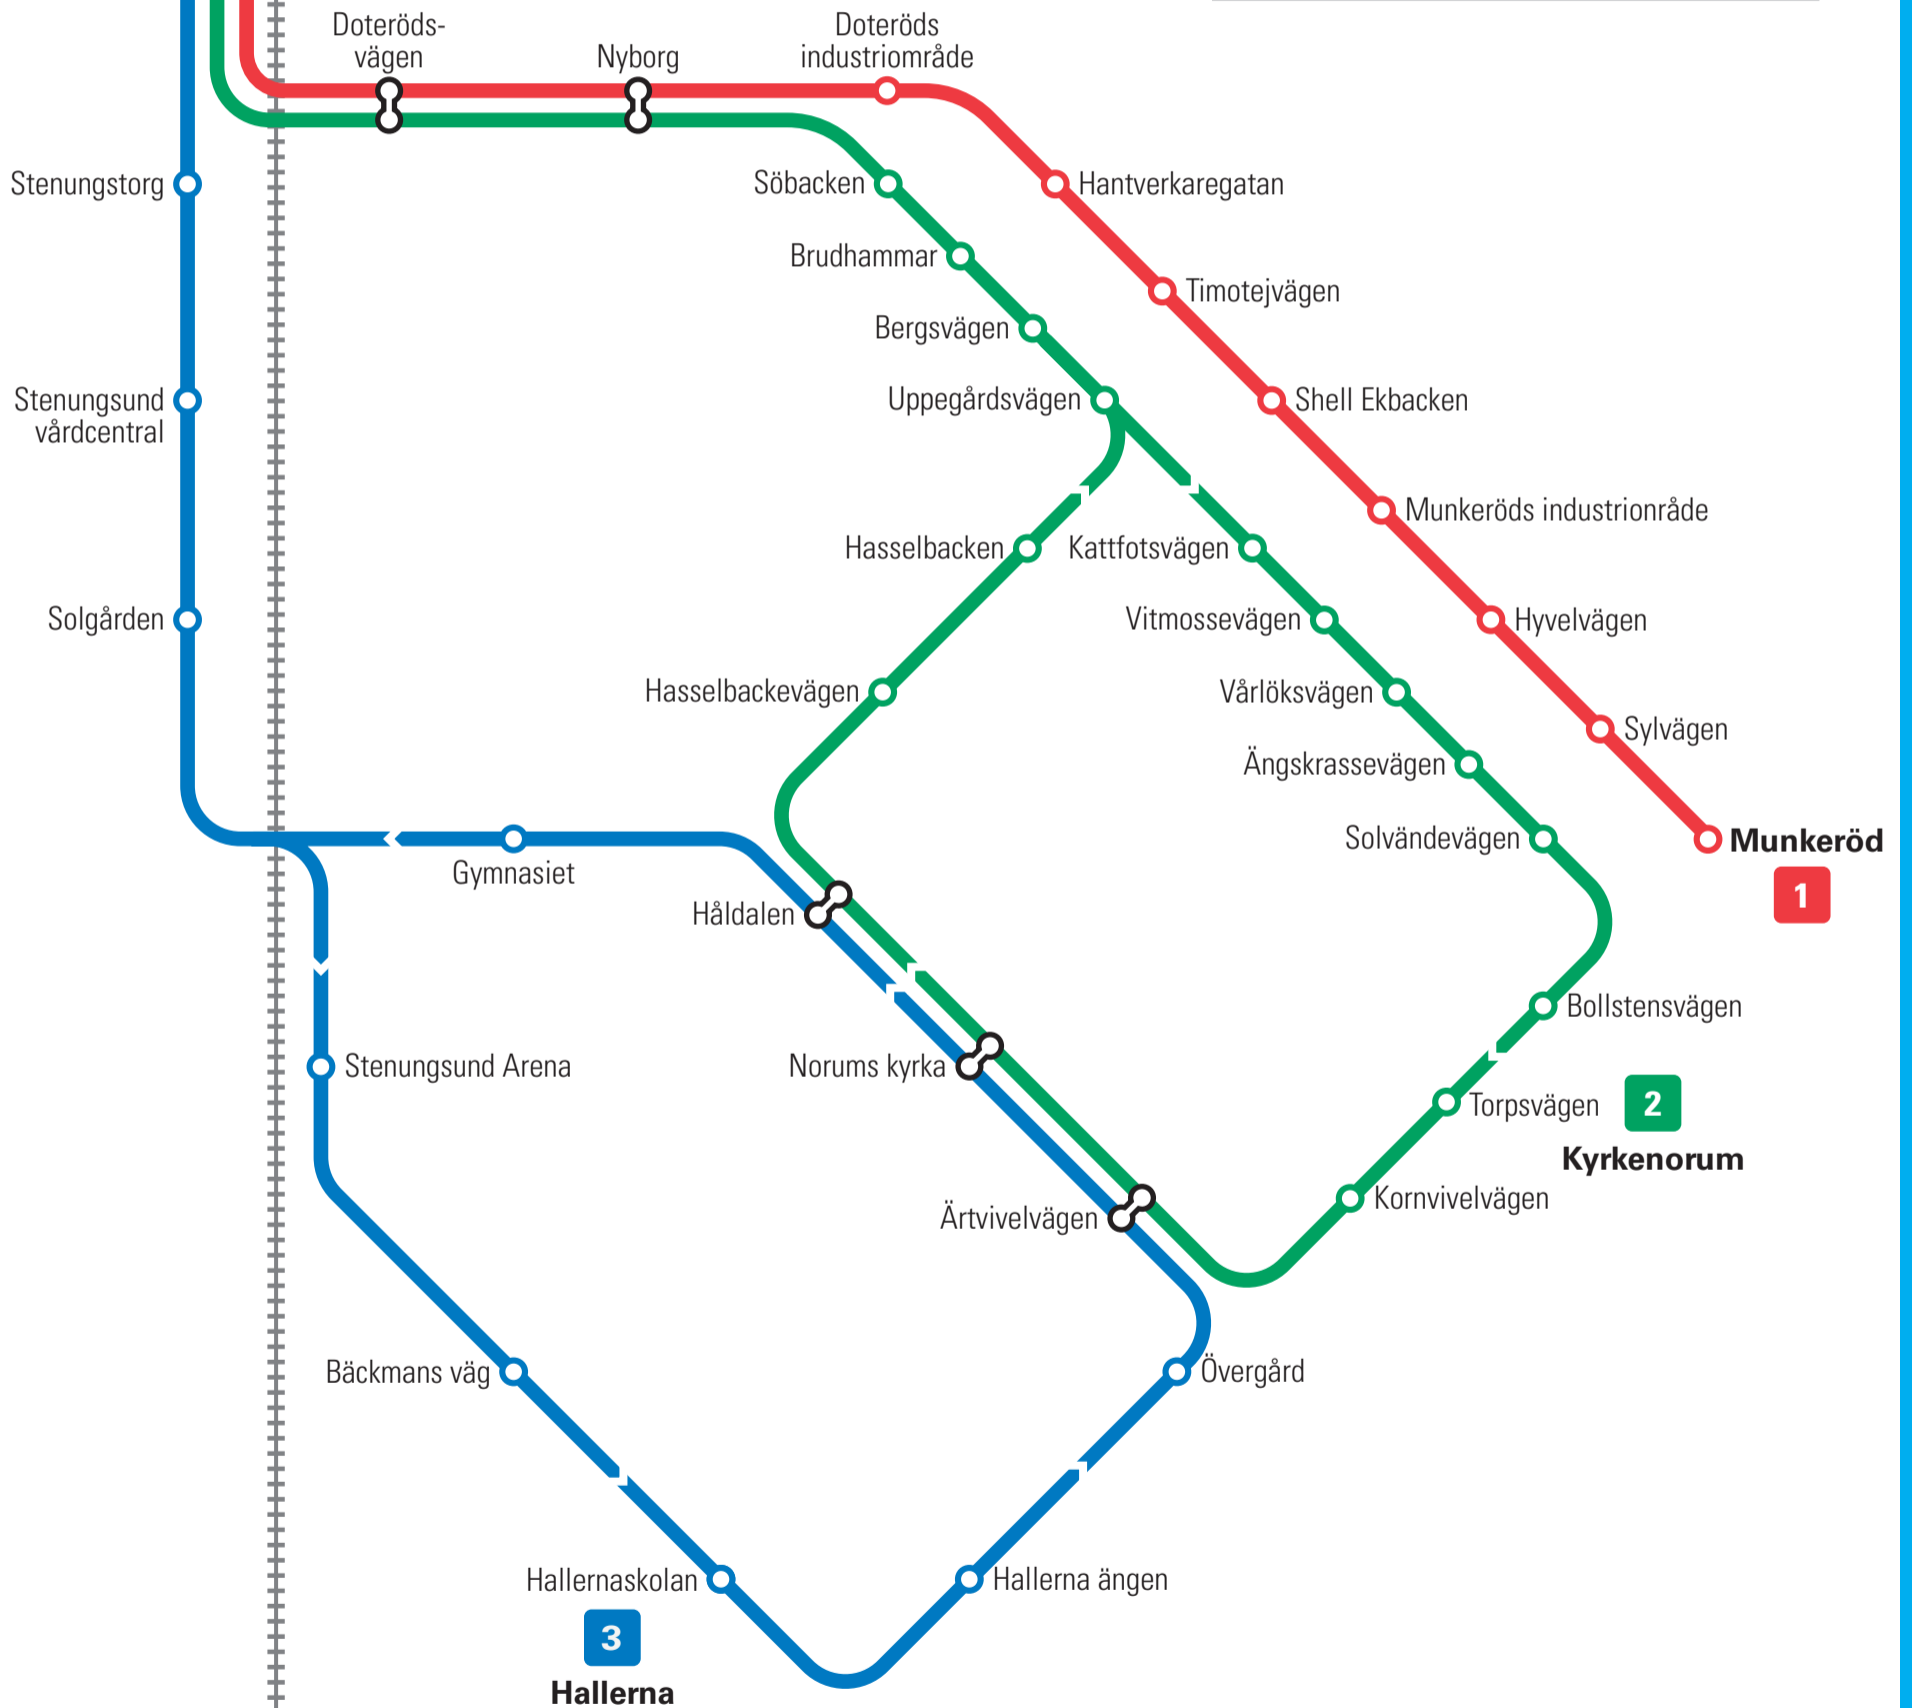 Doteröds-
vägen
Nyborg
Doteröds
industriområde
Stenungstorg
Söbacken
Hantverkaregatan
Brudhammar
Timotejvägen
Bergsvägen
Stenungsund
vårdcentral
Uppegårdsvägen
Shell Ekbacken
Munkeröds industrionråde
Hasselbacken
Kattfotsvägen
Solgården
Vitmossevägen
Hyvelvägen
Hasselbackevägen
Vårlöksvägen
Sylvägen
Ängskrassevägen
Solvändevägen
Munkeröd
1
Gymnasiet
Håldalen
Bollstensvägen
Stenungsund Arena
Norums kyrka
Torpsvägen
2
Kyrkenorum
Kornvivelvägen
Ärtvivelvägen
Bäckmans väg
Övergård
Hallernaskolan
Hallerna ängen
3
Hallerna